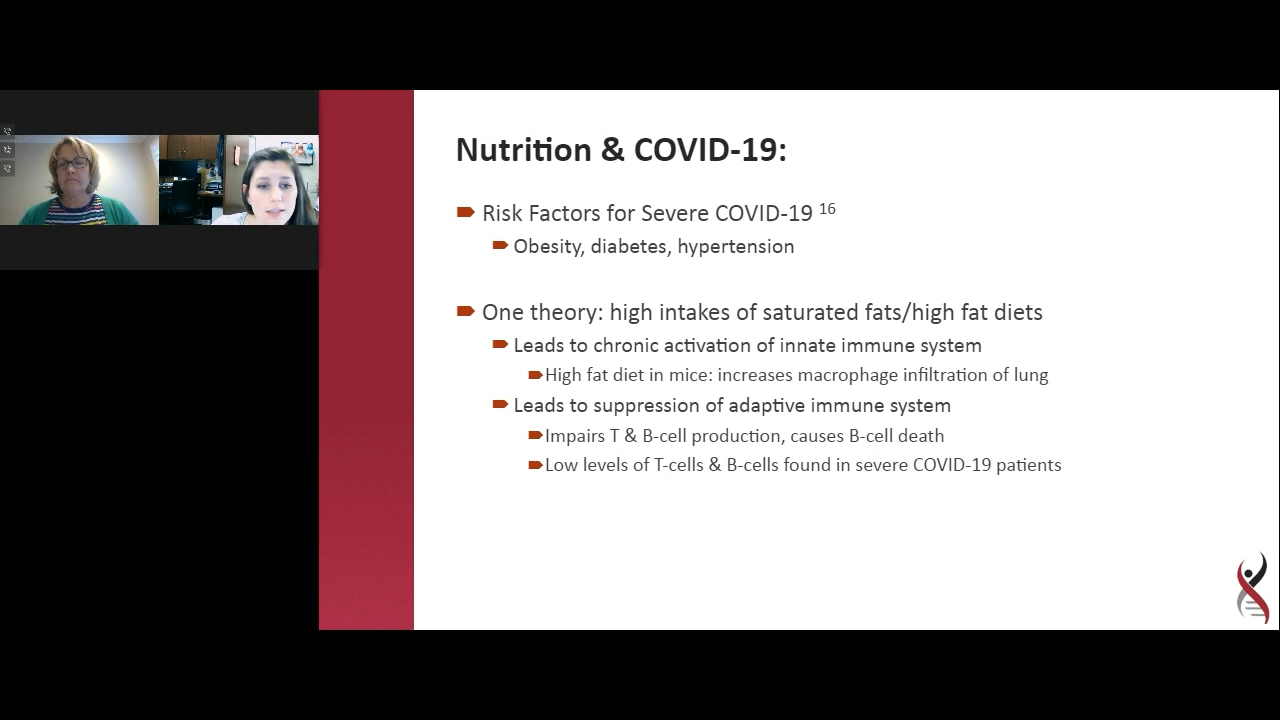 Nutrition & COVID-19:
Risk Factors for Severe COVID-19 16
Obesity, diabetes, hypertension
One theory: high intakes of saturated fats/high fat diets
Leads to chronic activation of innate immune system
High fat diet in mice: increases macrophage infiltration of lung
Leads to suppression of adaptive immune system
Impairs T & B-cell production, causes B-cell death
Low levels of T-cells & B-cells found in severe COVID-19 patients